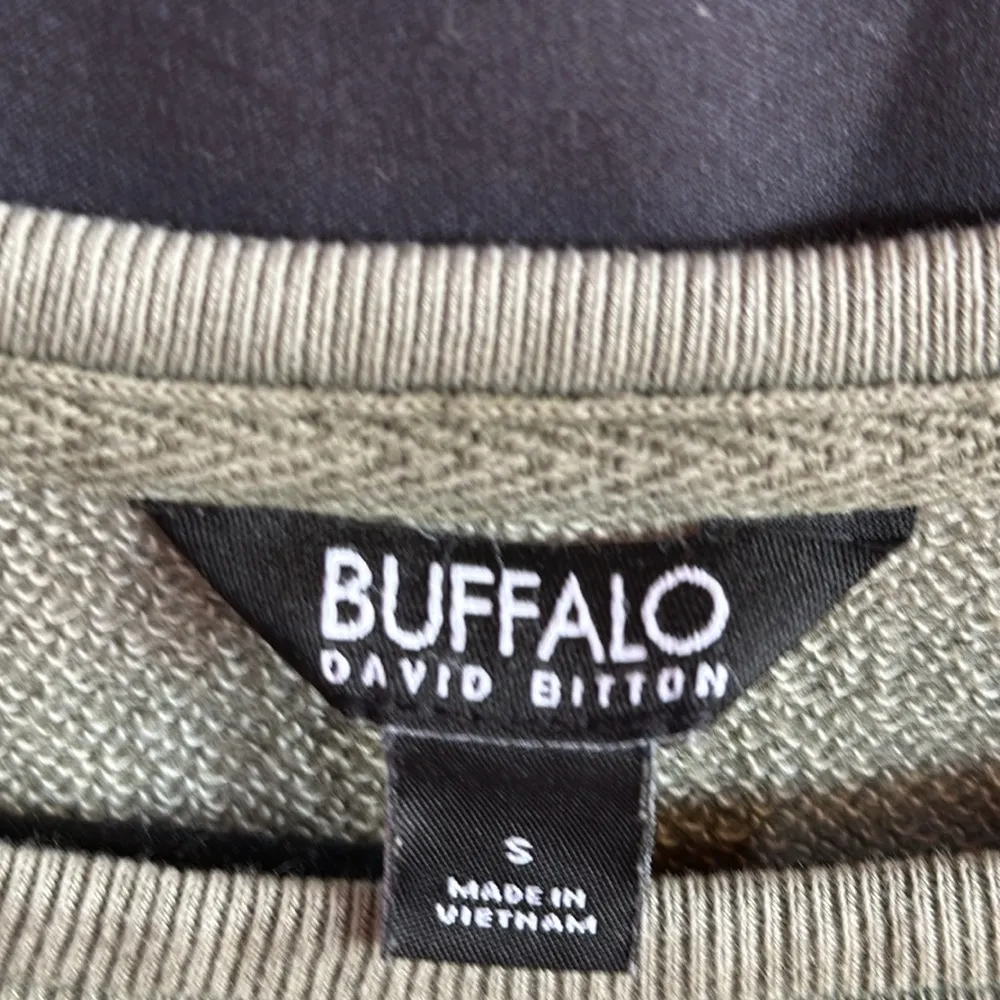 BUFFALO
DAVID BITTON
S
MADE IN
VIETNAM